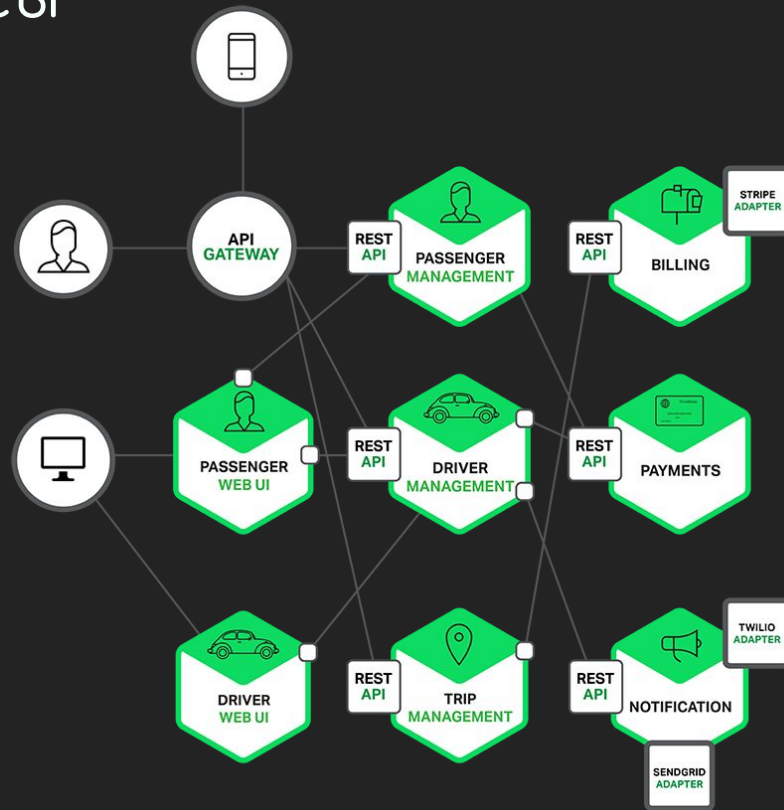 API
GATEWAY
REST
API
PASSENGER
MANAGEMENT
REST
API
BILLING
STRIPE
ADAPTER
PASSENGER
WEB UI
REST
API
DRIVER
MANAGEMENT
REST
API
PAYMENTS
DRIVER
WEB UI
REST
API
TRIP
MANAGEMENT
REST
API
NOTIFICATION
TWILIO
ADAPTER
SENDGRID
ADAPTER